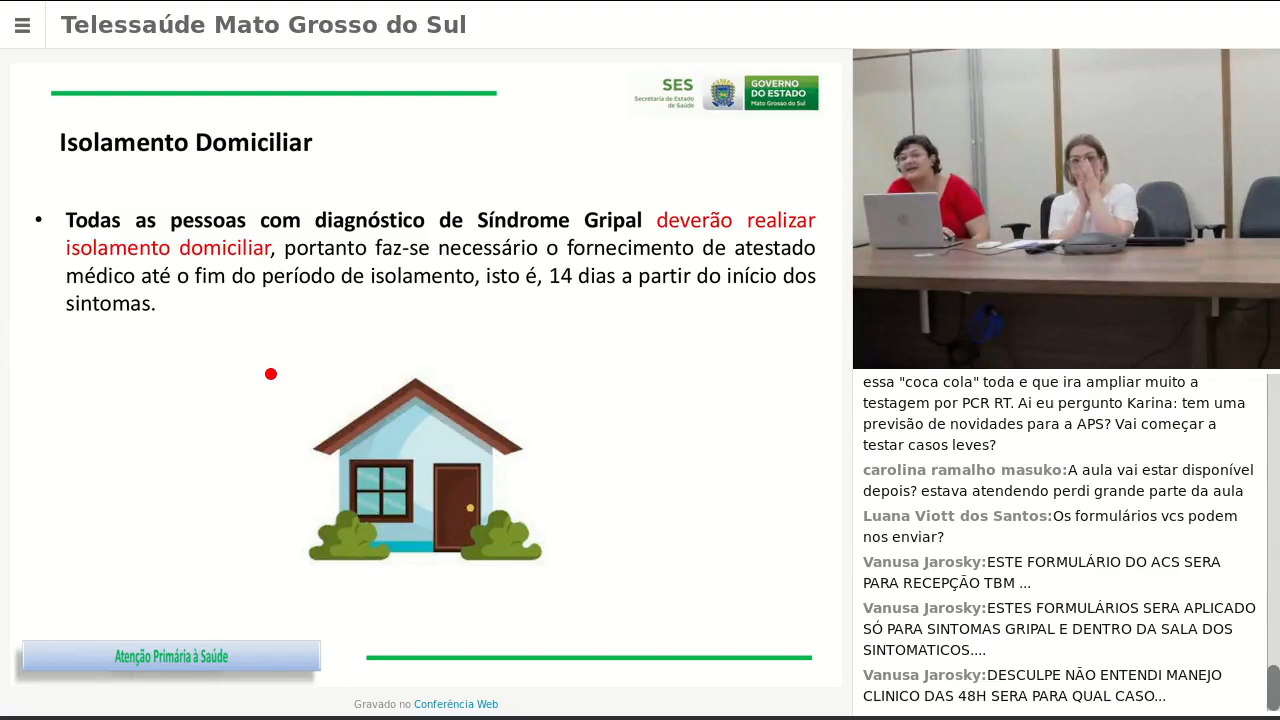 Telessaúde Mato Grosso do Sul
SES
Secretaria de Estado
de Saúde
GOVERNO
DO ESTADO
Mato Grosso do Sul
Isolamento Domiciliar
• Todas as pessoas com diagnóstico de Síndrome Gripal deverão realizar
isolamento domiciliar, portanto faz-se necessário o fornecimento de atestado
médico até o fim do período de isolamento, isto é, 14 dias a partir do início dos
sintomas.
Atenção Primária à Saúde
Gravado no Conferência Web
essa "coca cola" toda e que ira ampliar muito a
testagem por PCR RT. Ai eu pergunto Karina: tem uma
previsão de novidades para a APS? Vai começar a
testar casos leves?
carolina ramalho masuko:A aula vai estar disponível
depois? estava atendendo perdi grande parte da aula
Luana Viott dos Santos:Os formulários vcs podem
nos enviar?
Vanusa Jarosky:ESTE FORMULÁRIO DO ACS SERA
PARA RECEPÇÃO TBM ...
Vanusa Jarosky:ESTES FORMULÁRIOS SERA APLICADO
SÓ PARA SINTOMAS GRIPAL E DENTRO DA SALA DOS
SINTOMATICOS....
Vanusa Jarosky:DESCULPE NÃO ENTENDI MANEJO
CLINICO DAS 48H SERA PARA QUAL CASO...